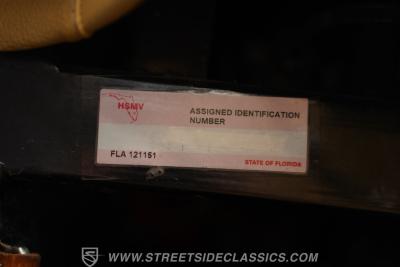 HSMV
ASSIGNED IDENTIFICATION
NUMBER
FLA 121151
STATE OF FLORIDA
WWW.STREETSIDECLASSICS.COM